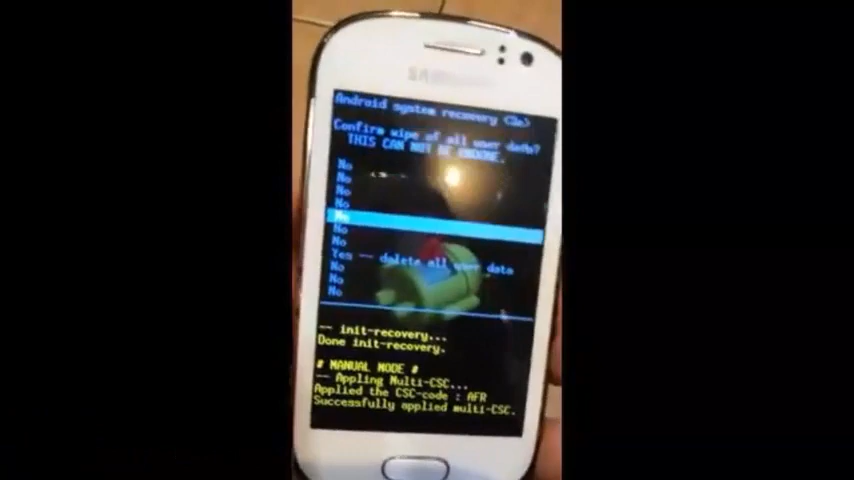 SAMSUNG
Android system recovery <3e>
Confirm wipe of all user data?
THIS CAN NOT BE UNDONE.
No
No
No
No
No
No
No
Yes -- delete all user data
No
No
No
-- init-recovery...
Done init-recovery.
# MANUAL MODE #
-- Appling Multi-CSC...
Applied the CSC-code : AFR
Successfully applied multi-CSC.